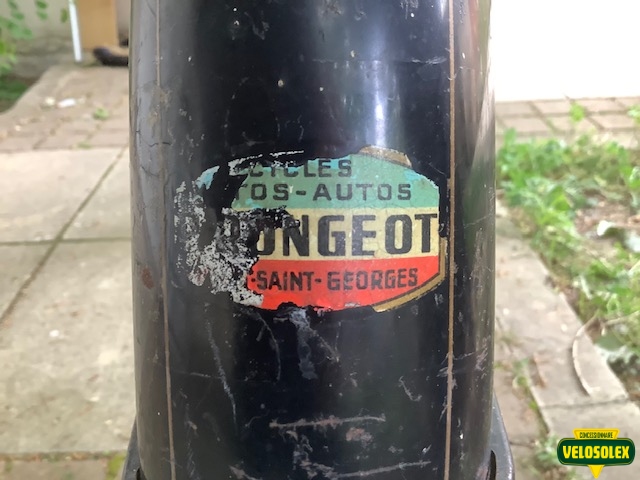 CYCLES
TOS-AUTOS
ONGEOT
-SAINT-GEORGES
CONCESSIONNAIRE
VELOSOLEX